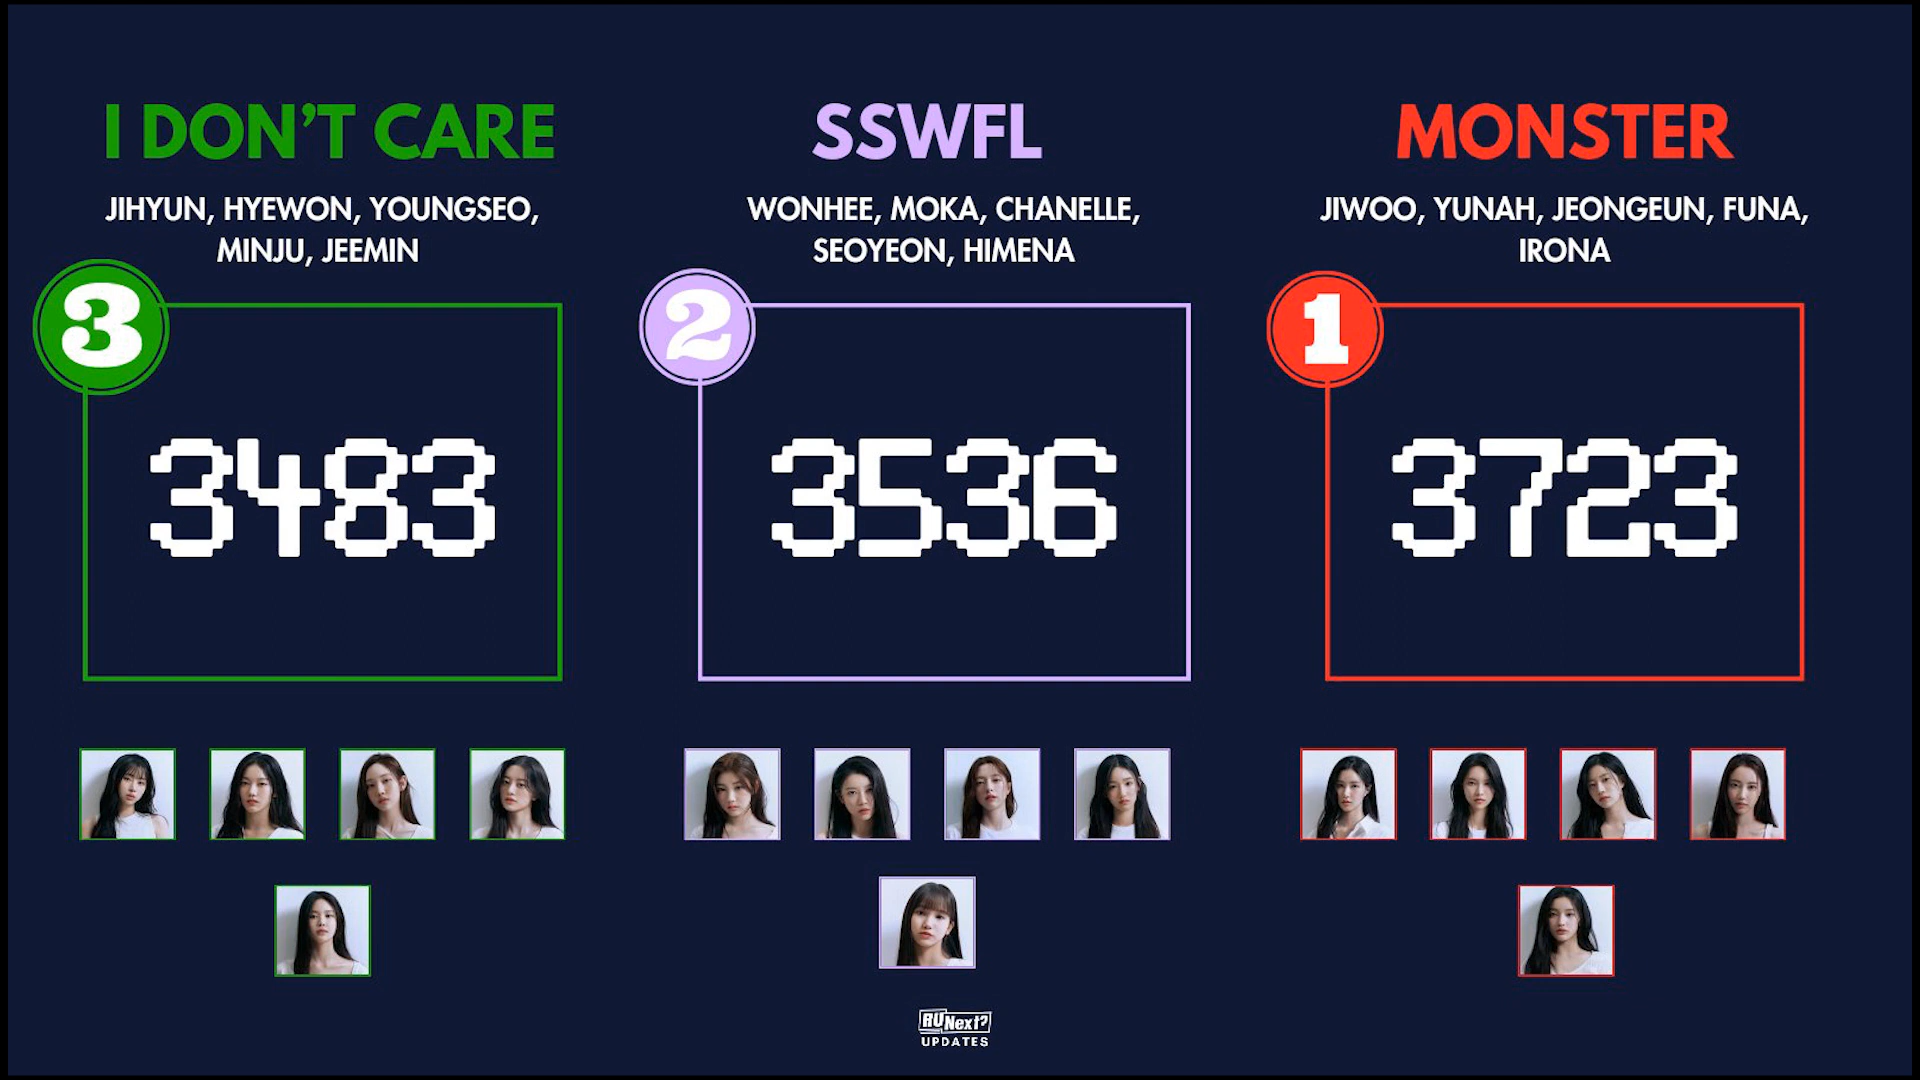 I DON'T CARE
JIHYUN, HYEWON, YOUNGSEO,
MINJU, JEEMIN
3
3483
SSWFL
WONHEE, MOKA, CHANELLE,
SEOYEON, HIMENA
2
3536
MONSTER
JIWOO, YUNAH, JEONGEUN, FUNA,
IRONA
1
3723
RUNext?
UPDATES